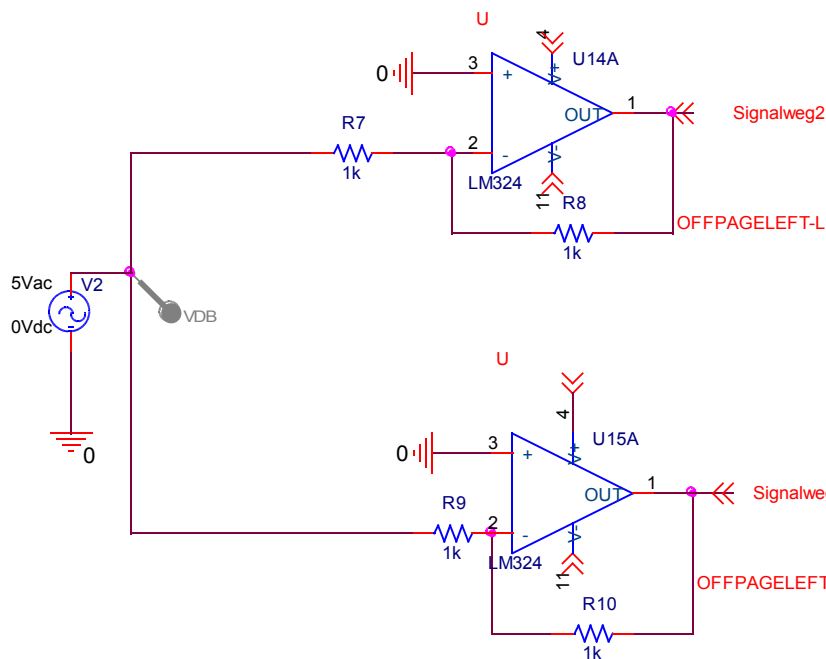 U
4
U14A
3
+
V+
0
OUT
1
Signalweg2
R7
2
-
V-
1k
LM324
11
R8
OFFPAGELEFT-L
1k
5Vac
V2
0Vdc
VDB
0
U
4
U15A
3
+
V+
0
OUT
1
Signalwe
R9
2
-
V-
1k
LM324
11
OFFPAGELEFT
R10
1k